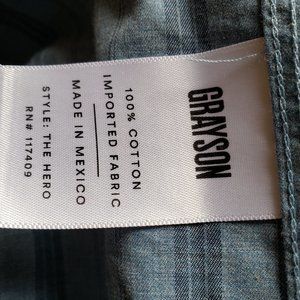 GRAYSON
100% COTTON
IMPORTED FABRIC
MADE IN MEXICO
STYLE: THE HERO
RN# 117409